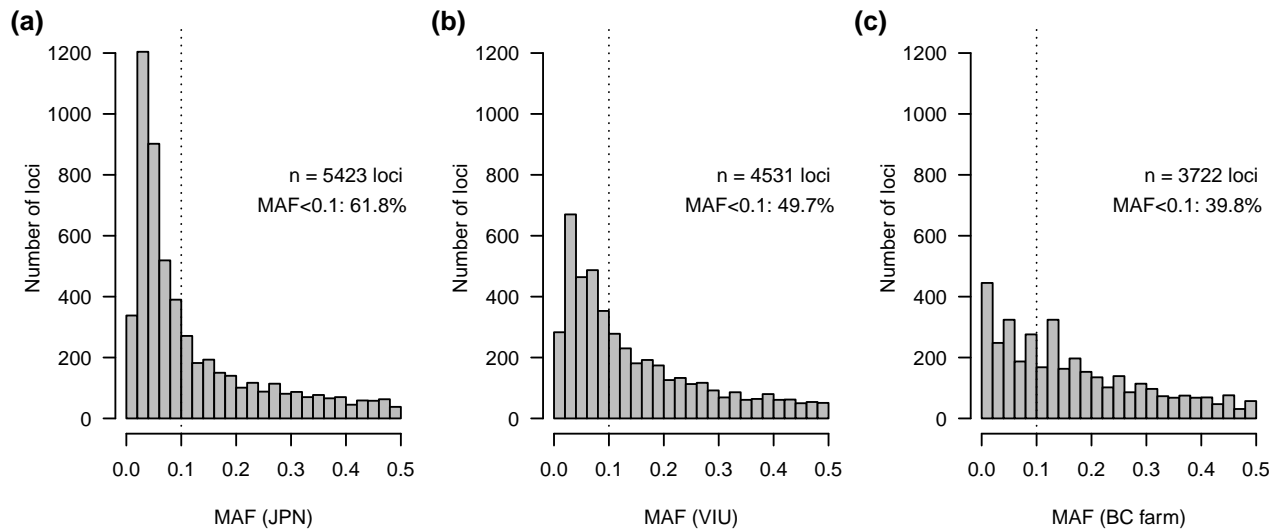 (a)
Number of loci
1200
1000
800
600
400
200
0
n = 5423 loci
MAF<0.1: 61.8%
0.0 0.1 0.2 0.3 0.4 0.5
MAF (JPN)
(b)
Number of loci
1200
1000
800
600
400
200
0
n = 4531 loci
MAF<0.1: 49.7%
0.0 0.1 0.2 0.3 0.4 0.5
MAF (VIU)
(c)
Number of loci
1200
1000
800
600
400
200
0
n = 3722 loci
MAF<0.1: 39.8%
0.0 0.1 0.2 0.3 0.4 0.5
MAF (BC farm)